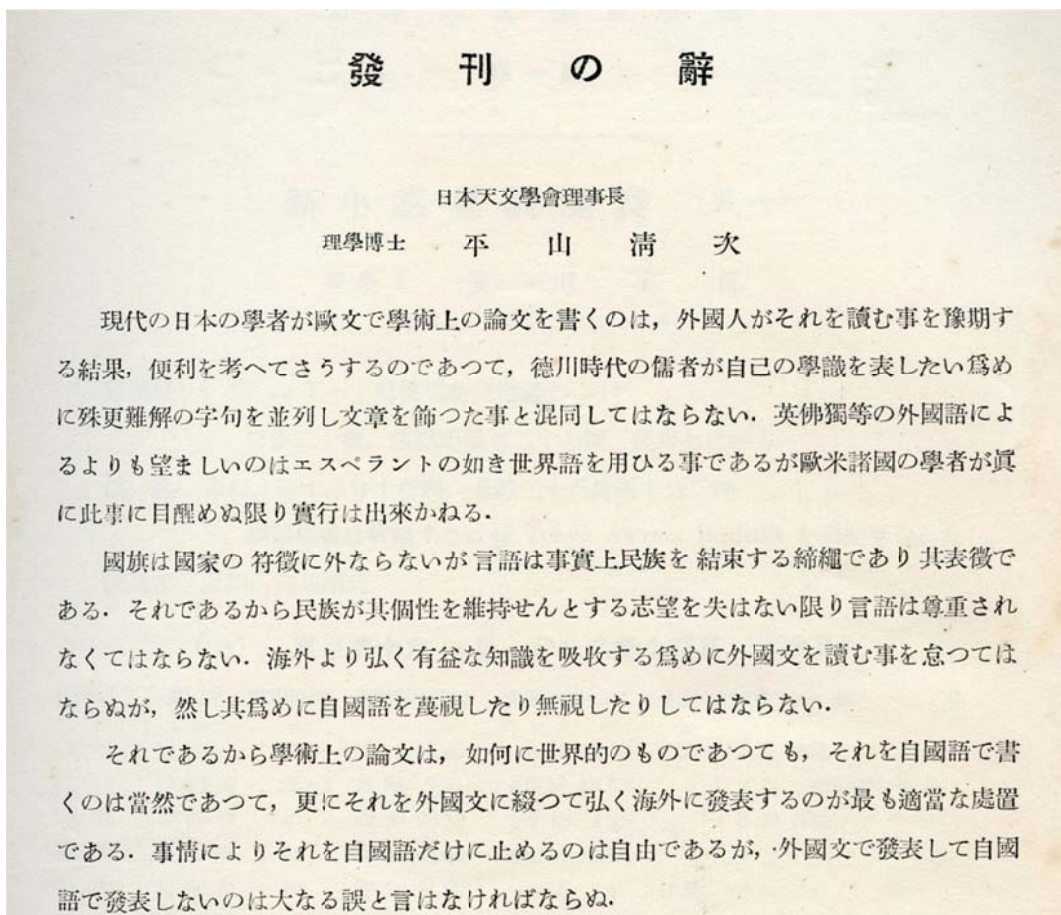 發刊の辭
日本天文學會理事長
理學博士 平山淸次
現代の日本の學者が歐文で學術上の論文を書くのは，外國人がそれを讀む事を豫期す
る結果，便利を考へてさうするのであつて，德川時代の儒者が自己の學識を表したい爲め
に殊更難解の字句を並列し文章を飾つた事と混同してはならない．英佛獨等の外國語によ
るよりも望ましいのはエスペラントの如き世界語を用ひる事であるが歐米諸國の學者が眞
に此事に目醒めぬ限り實行は出來かねる．
國旗は國家の符徵に外ならないが言語は事實上民族を結束する締繩であり共表徵で
ある．それであるから民族が共個性を維持せんとする志望を失はない限り言語は尊重され
なくてはならない．海外より弘く有益な知識を吸收する爲めに外國文を讀む事を怠つては
ならぬが，然し其爲めに自國語を蔑視したり無視したりしてはならない．
それであるから學術上の論文は，如何に世界的のものであつても，それを自國語で書
くのは當然であつて，更にそれを外國文に綴つて弘く海外に發表するのが最も適當な處置
である．事情によりそれを自國語だけに止めるのは自由であるが，外國文で發表して自國
語で發表しないのは大なる誤と言はなければならぬ．